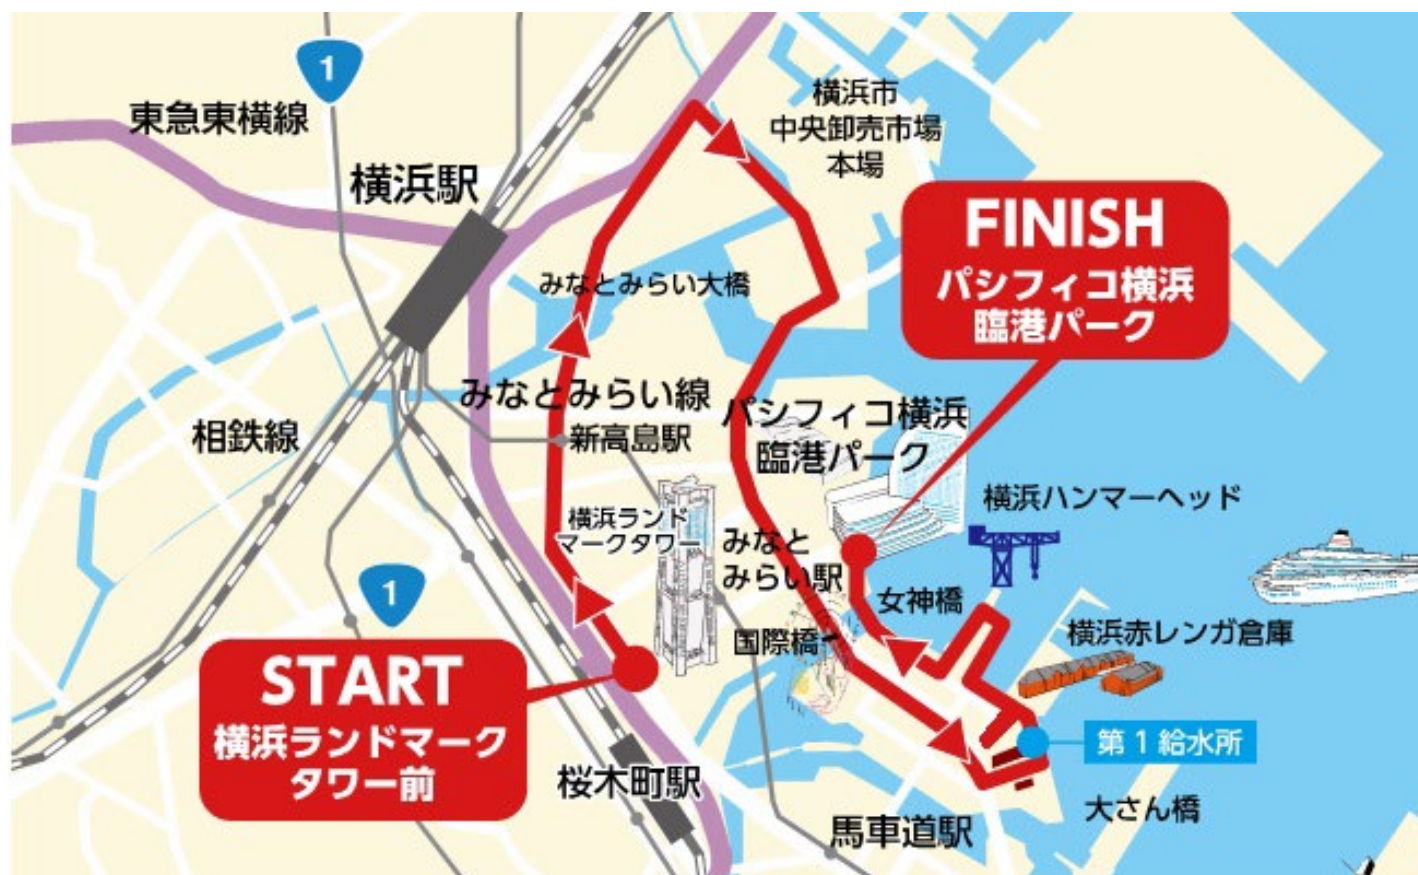 1
東急東横線
横浜駅
横浜市
中央卸売市場
本場
FINISH
パシフィコ横浜
臨港パーク
みなとみらい大橋
みなとみらい線
新高島駅
相鉄線
パシフィコ横浜
臨港パーク
横浜ハンマーヘッド
横浜ランド
マークタワー
みなと
みらい駅
1
女神橋
国際橋
横浜赤レンガ倉庫
START
横浜ランドマーク
タワー前
第1給水所
桜木町駅
大さん橋
馬車道駅